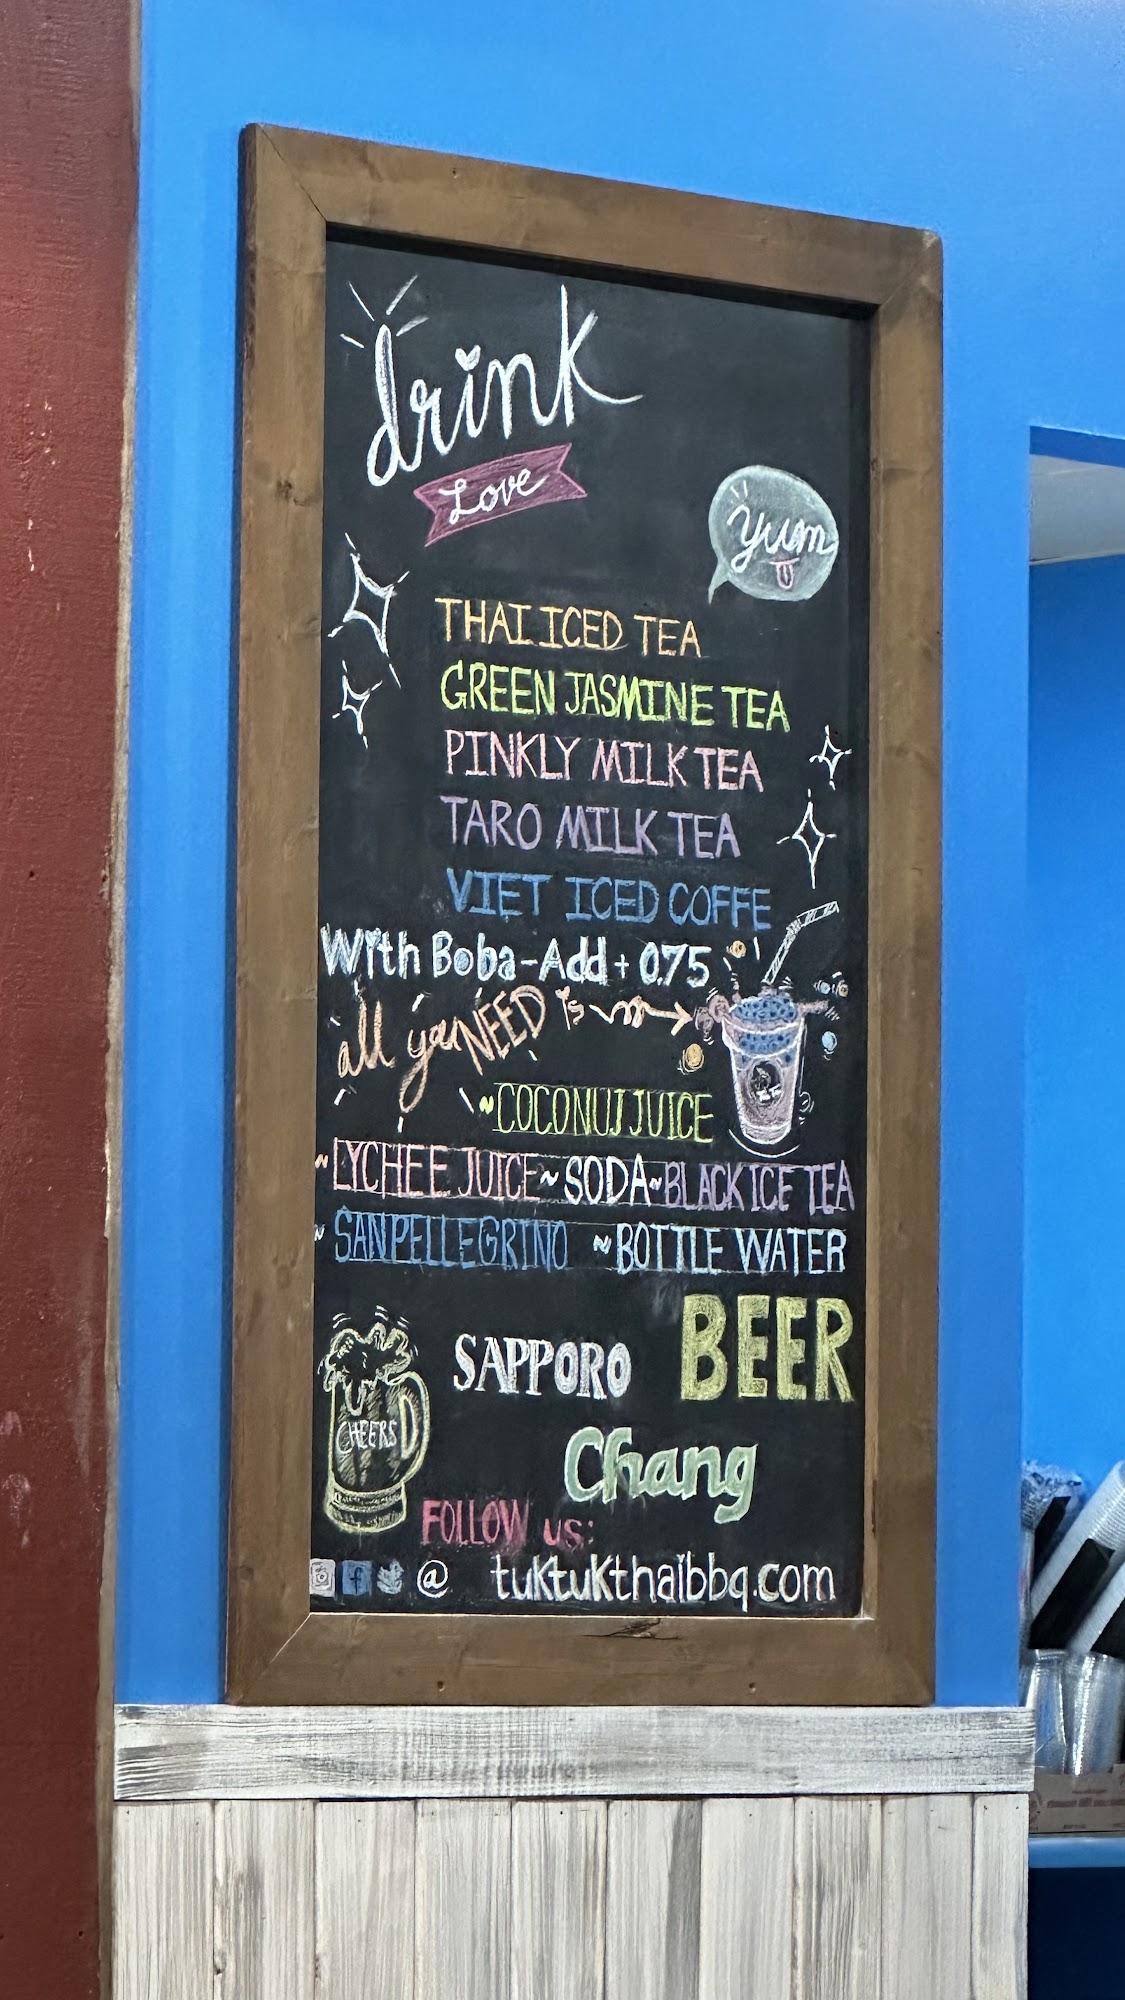 drink
Love
yum
THAI ICED TEA
GREEN JASMINE TEA
PINKLY MILK TEA
TARO MILK TEA
VIET ICED COFFE
With Boba-Add + 0.75
all you NEED is
~COCONUT JUICE
~LYCHEE JUICE~SODA~BLACK ICE TEA
~SANPELLEGRINO ~BOTTLE WATER
BEER
SAPPORO
CHEERS
Chang
FOLLOW US:
f @ tuktukthaibbq.com